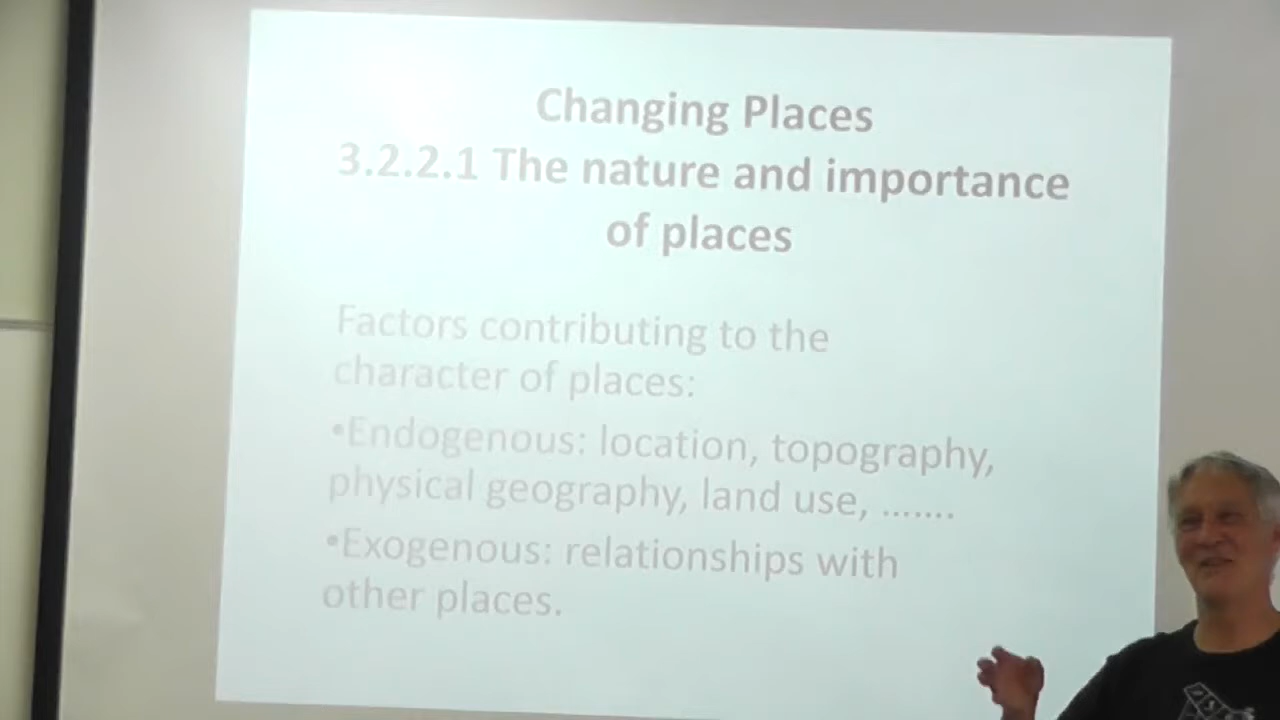 Changing Places
3.2.2.1 The nature and importance
of places
Factors contributing to the
character of places:
•Endogenous: location, topography,
physical geography, land use, .......
•Exogenous: relationships with
other places.